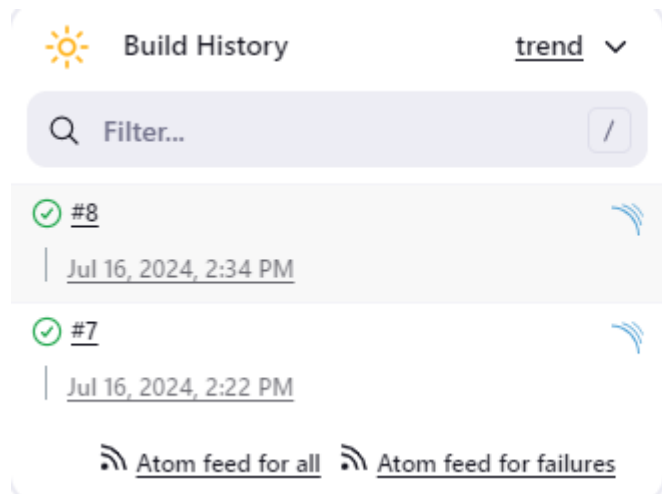 Build History trend
Filter... /
#8
Jul 16, 2024, 2:34 PM
#7
Jul 16, 2024, 2:22 PM
Atom feed for all Atom feed for failures